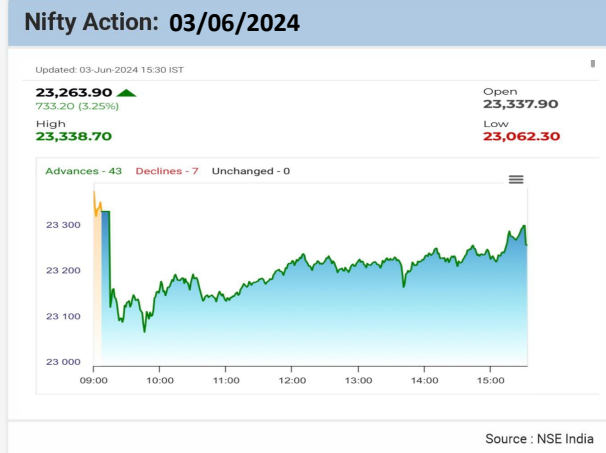 Nifty Action: 03/06/2024
Updated: 03-Jun-2024 15:30 IST
23,263.90
733.20 (3.25%)
High
23,338.70
Open
23,337.90
Low
23,062.30
Advances - 43 Declines - 7 Unchanged - 0
23 300
23 200
23 100
23 000
09:00 10:00 11:00 12:00 13:00 14:00 15:00
Source : NSE India